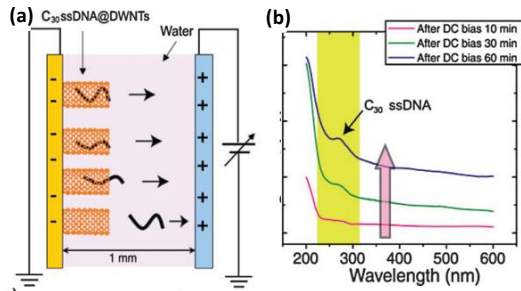 (a)
C30ssDNA@DWNTs
Water
- - - - - - - -
+ + + + + + + +
1 mm
(b)
After DC bias 10 min
After DC bias 30 min
After DC bias 60 min
C30 ssDNA
200 300 400 500 600
Wavelength (nm)